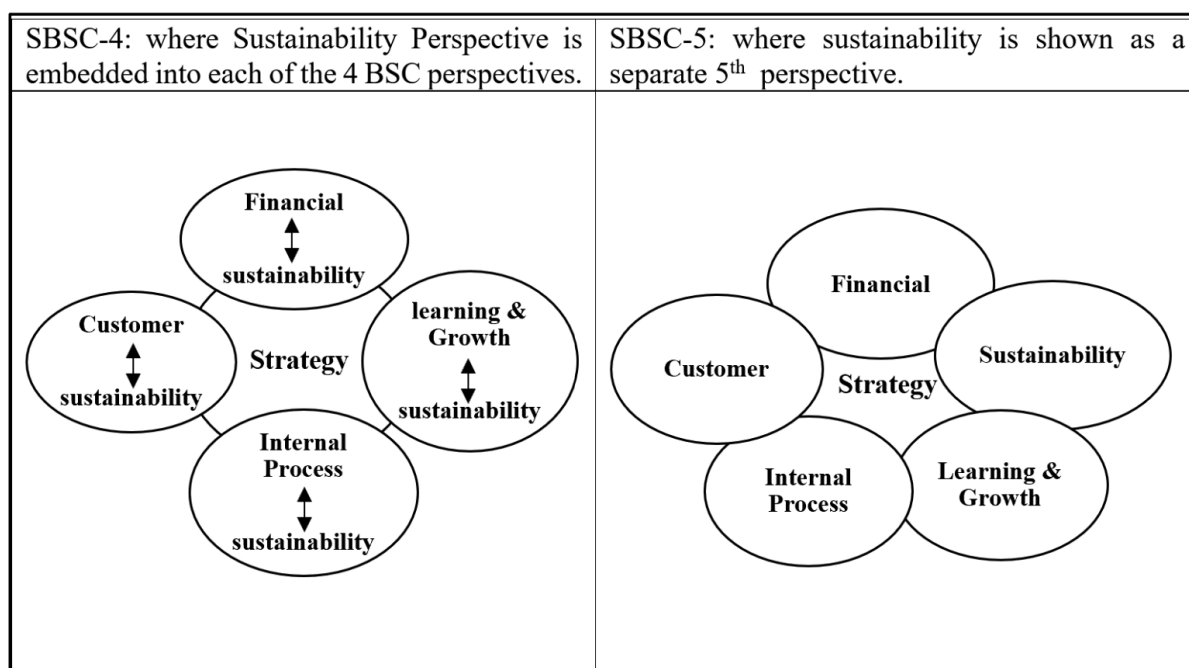 SBSC-4: where Sustainability Perspective is
embedded into each of the 4 BSC perspectives.
SBSC-5: where sustainability is shown as a
separate 5th perspective.
Financial
sustainability
Customer
sustainability
Strategy
learning &
Growth
sustainability
Internal
Process
sustainability
Financial
Customer
Sustainability
Strategy
Internal
Process
Learning &
Growth